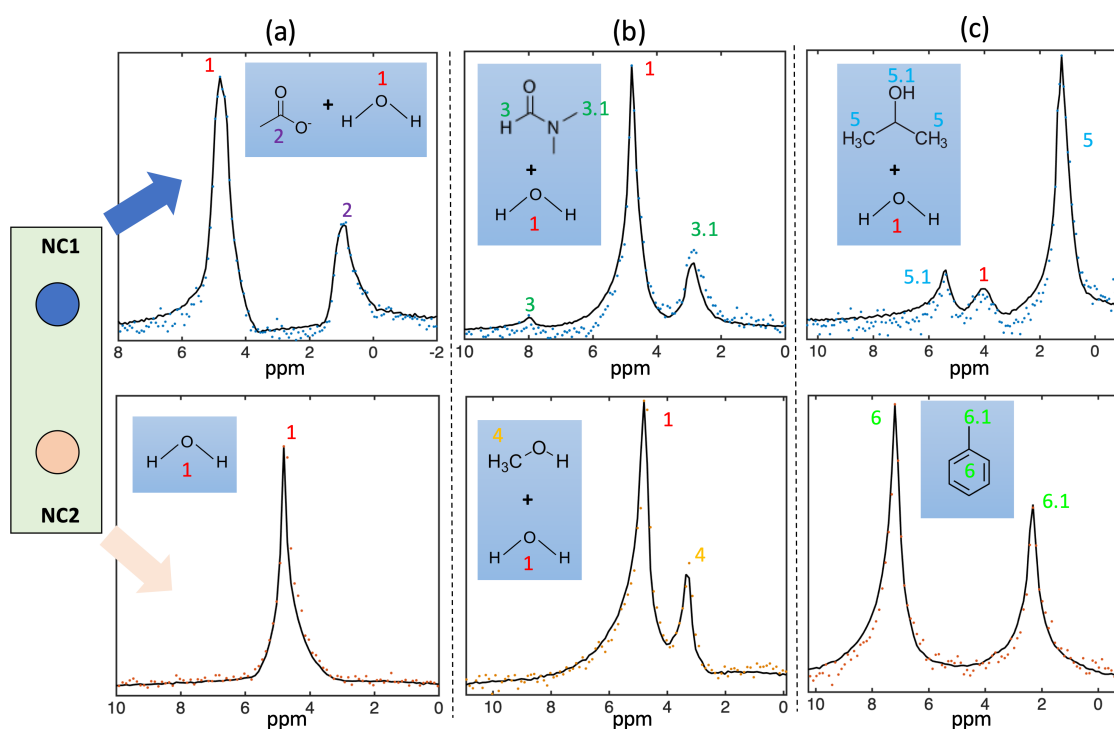 (a)
(b)
(c)
NC1
NC2
1
2
O
O-
2
+
1
O
H H
8 6 4 2 0 -2
ppm
1
3
3.1
O
3 3.1
H N
+
O
H H
1
10 8 6 4 2 0
ppm
5.1
1
5
5.1
OH
5 5
H3C CH3
+
O
H H
1
10 8 6 4 2 0
ppm
1
O
H H
1
10 8 6 4 2 0
ppm
1
4
4
H3C O H
+
O
H H
1
10 8 6 4 2 0
ppm
6
6.1
6.1
6
10 8 6 4 2 0
ppm